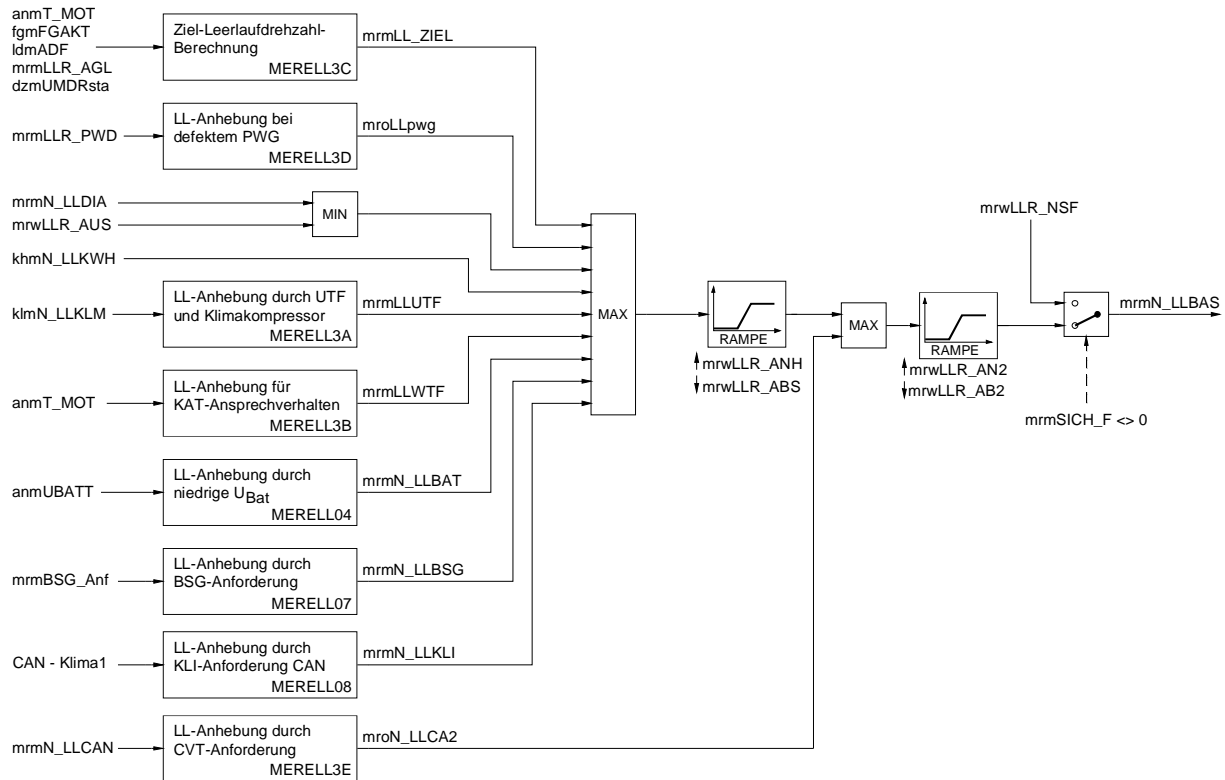 anmT_MOT
fgmFGAKT
ldmADF
mrmLLR_AGL
dzmUMDRsta
Ziel-Leerlaufdrehzahl-
Berechnung
MERELL3C
mrmLL_ZIEL
mrmLLR_PWD
LL-Anhebung bei
defektem PWG
MERELL3D
mroLLpwg
mrmN_LLDIA
mrwLLR_AUS
MIN
khmN_LLKWH
klmN_LLKLM
LL-Anhebung durch UTF
und Klimakompressor
MERELL3A
mrmLLUTF
anmT_MOT
LL-Anhebung für
KAT-Ansprechverhalten
MERELL3B
mrmLLWTF
anmUBATT
LL-Anhebung durch
niedrige UBat
MERELL04
mrmN_LLBAT
mrmBSG_Anf
LL-Anhebung durch
BSG-Anforderung
MERELL07
mrmN_LLBSG
CAN - Klima1
LL-Anhebung durch
KLI-Anforderung CAN
MERELL08
mrmN_LLKLI
mrmN_LLCAN
LL-Anhebung durch
CVT-Anforderung
MERELL3E
mroN_LLCA2
MAX
RAMPE
mrwLLR_ANH
mrwLLR_ABS
MAX
RAMPE
mrwLLR_AN2
mrwLLR_AB2
mrwLLR_NSF
mrmN_LLBAS
mrmSICH_F <> 0